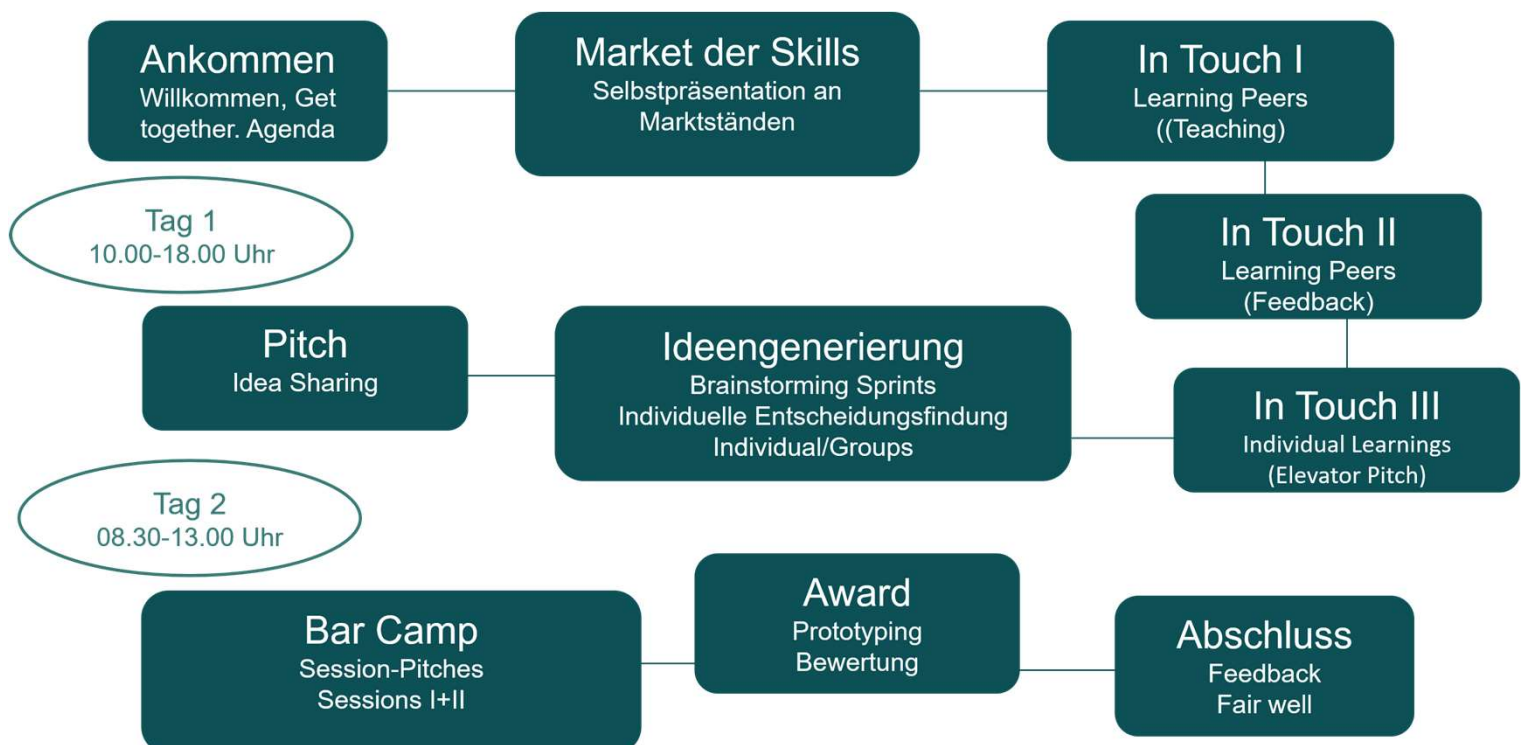 Ankommen
Willkommen, Get
together. Agenda
Market der Skills
Selbstpräsentation an
Marktständen
In Touch I
Learning Peers
((Teaching)
Tag 1
10.00-18.00 Uhr
In Touch II
Learning Peers
(Feedback)
Pitch
Idea Sharing
Ideengenerierung
Brainstorming Sprints
Individuelle Entscheidungsfindung
Individual/Groups
In Touch III
Individual Learnings
(Elevator Pitch)
Tag 2
08.30-13.00 Uhr
Bar Camp
Session-Pitches
Sessions I+II
Award
Prototyping
Bewertung
Abschluss
Feedback
Fair well